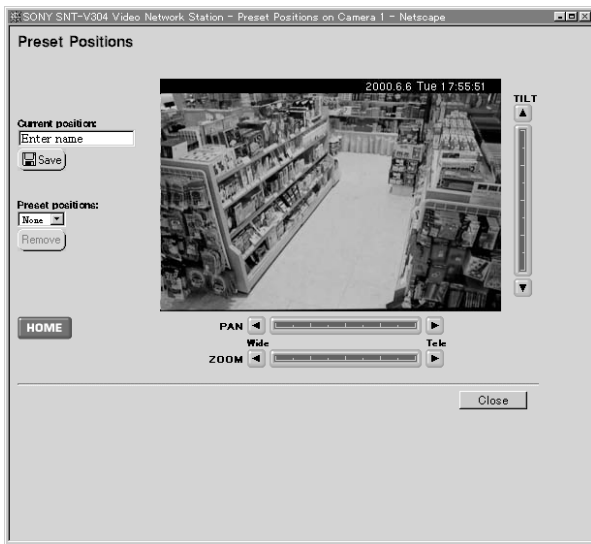 SONY SNT-V304 Video Network Station - Preset Positions on Camera 1 - Netscape
Preset Positions
2000.6.6 Tue 17:55:51
TILT
Current position:
Enter name
Save
Preset positions:
None
Remove
HOME
PAN
Wide
Tele
ZOOM
Close